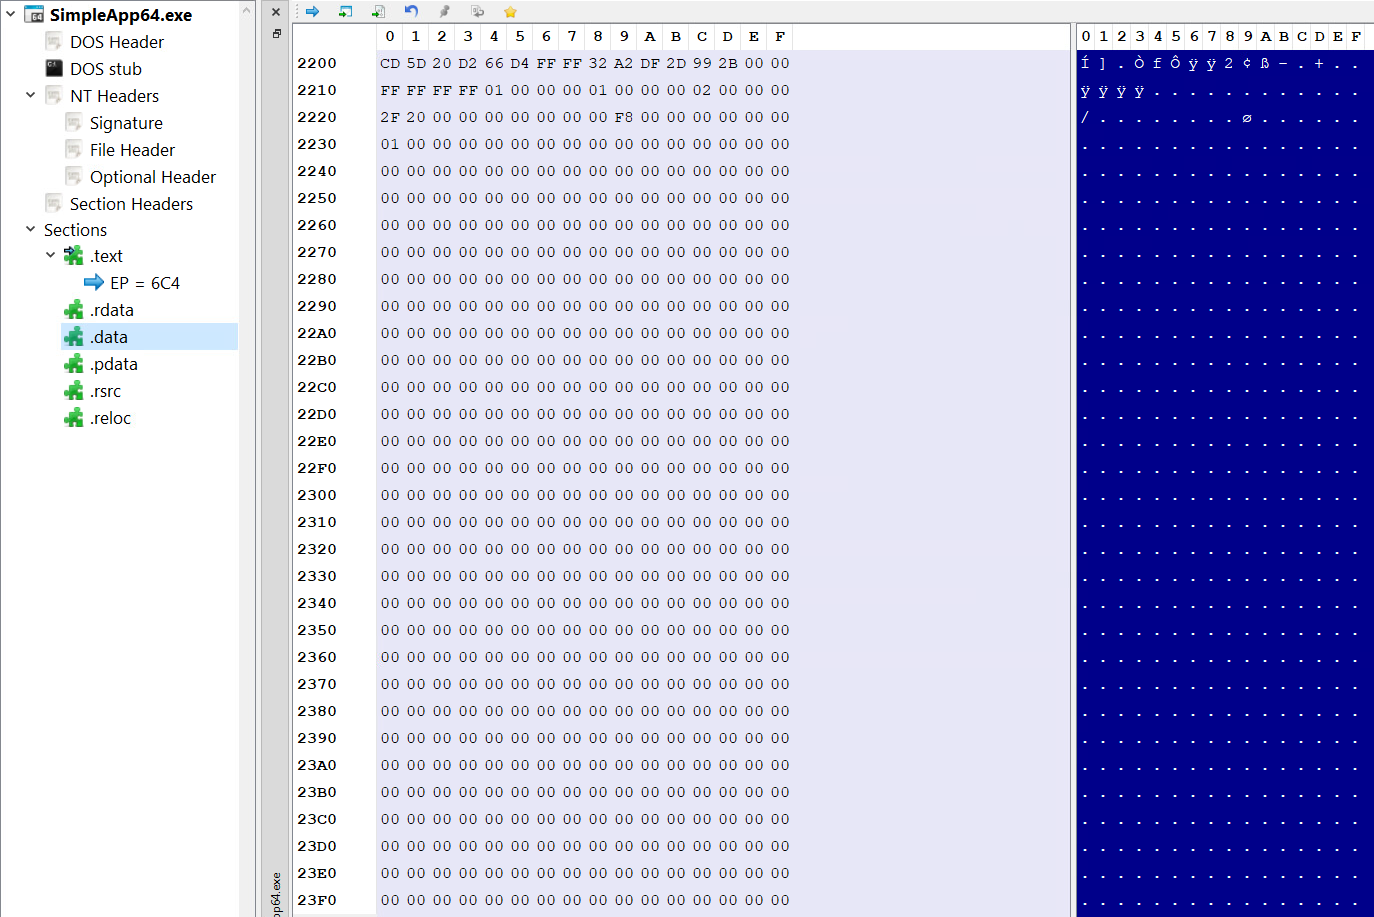 SimpleApp64.exe
DOS Header
DOS stub
NT Headers
Signature
File Header
Optional Header
Section Headers
Sections
.text
EP = 6C4
.rdata
.data
.pdata
.rsrc
.reloc
0 1 2 3 4 5 6 7 8 9 A B C D E F 0 1 2 3 4 5 6 7 8 9 A B C D E F
2200 CD 5D 20 D2 66 D4 FF FF 32 A2 DF 2D 99 2B 00 00 Í ] . Ò f Ô ÿ ÿ 2 ¢ ß - . + . .
2210 FF FF FF FF 01 00 00 00 01 00 00 00 02 00 00 00 ÿ ÿ ÿ ÿ . . . . . . . . . . . .
2220 2F 20 00 00 00 00 00 00 00 F8 00 00 00 00 00 00 / . . . . . . . . ø . . . . . .
2230 01 00 00 00 00 00 00 00 00 00 00 00 00 00 00 00 . . . . . . . . . . . . . . . .
2240 00 00 00 00 00 00 00 00 00 00 00 00 00 00 00 00 . . . . . . . . . . . . . . . .
2250 00 00 00 00 00 00 00 00 00 00 00 00 00 00 00 00 . . . . . . . . . . . . . . . .
2260 00 00 00 00 00 00 00 00 00 00 00 00 00 00 00 00 . . . . . . . . . . . . . . . .
2270 00 00 00 00 00 00 00 00 00 00 00 00 00 00 00 00 . . . . . . . . . . . . . . . .
2280 00 00 00 00 00 00 00 00 00 00 00 00 00 00 00 00 . . . . . . . . . . . . . . . .
2290 00 00 00 00 00 00 00 00 00 00 00 00 00 00 00 00 . . . . . . . . . . . . . . . .
22A0 00 00 00 00 00 00 00 00 00 00 00 00 00 00 00 00 . . . . . . . . . . . . . . . .
22B0 00 00 00 00 00 00 00 00 00 00 00 00 00 00 00 00 . . . . . . . . . . . . . . . .
22C0 00 00 00 00 00 00 00 00 00 00 00 00 00 00 00 00 . . . . . . . . . . . . . . . .
22D0 00 00 00 00 00 00 00 00 00 00 00 00 00 00 00 00 . . . . . . . . . . . . . . . .
22E0 00 00 00 00 00 00 00 00 00 00 00 00 00 00 00 00 . . . . . . . . . . . . . . . .
22F0 00 00 00 00 00 00 00 00 00 00 00 00 00 00 00 00 . . . . . . . . . . . . . . . .
2300 00 00 00 00 00 00 00 00 00 00 00 00 00 00 00 00 . . . . . . . . . . . . . . . .
2310 00 00 00 00 00 00 00 00 00 00 00 00 00 00 00 00 . . . . . . . . . . . . . . . .
2320 00 00 00 00 00 00 00 00 00 00 00 00 00 00 00 00 . . . . . . . . . . . . . . . .
2330 00 00 00 00 00 00 00 00 00 00 00 00 00 00 00 00 . . . . . . . . . . . . . . . .
2340 00 00 00 00 00 00 00 00 00 00 00 00 00 00 00 00 . . . . . . . . . . . . . . . .
2350 00 00 00 00 00 00 00 00 00 00 00 00 00 00 00 00 . . . . . . . . . . . . . . . .
2360 00 00 00 00 00 00 00 00 00 00 00 00 00 00 00 00 . . . . . . . . . . . . . . . .
2370 00 00 00 00 00 00 00 00 00 00 00 00 00 00 00 00 . . . . . . . . . . . . . . . .
2380 00 00 00 00 00 00 00 00 00 00 00 00 00 00 00 00 . . . . . . . . . . . . . . . .
2390 00 00 00 00 00 00 00 00 00 00 00 00 00 00 00 00 . . . . . . . . . . . . . . . .
23A0 00 00 00 00 00 00 00 00 00 00 00 00 00 00 00 00 . . . . . . . . . . . . . . . .
23B0 00 00 00 00 00 00 00 00 00 00 00 00 00 00 00 00 . . . . . . . . . . . . . . . .
23C0 00 00 00 00 00 00 00 00 00 00 00 00 00 00 00 00 . . . . . . . . . . . . . . . .
23D0 00 00 00 00 00 00 00 00 00 00 00 00 00 00 00 00 . . . . . . . . . . . . . . . .
23E0 00 00 00 00 00 00 00 00 00 00 00 00 00 00 00 00 . . . . . . . . . . . . . . . .
23F0 00 00 00 00 00 00 00 00 00 00 00 00 00 00 00 00 . . . . . . . . . . . . . . . .
pp64.exe